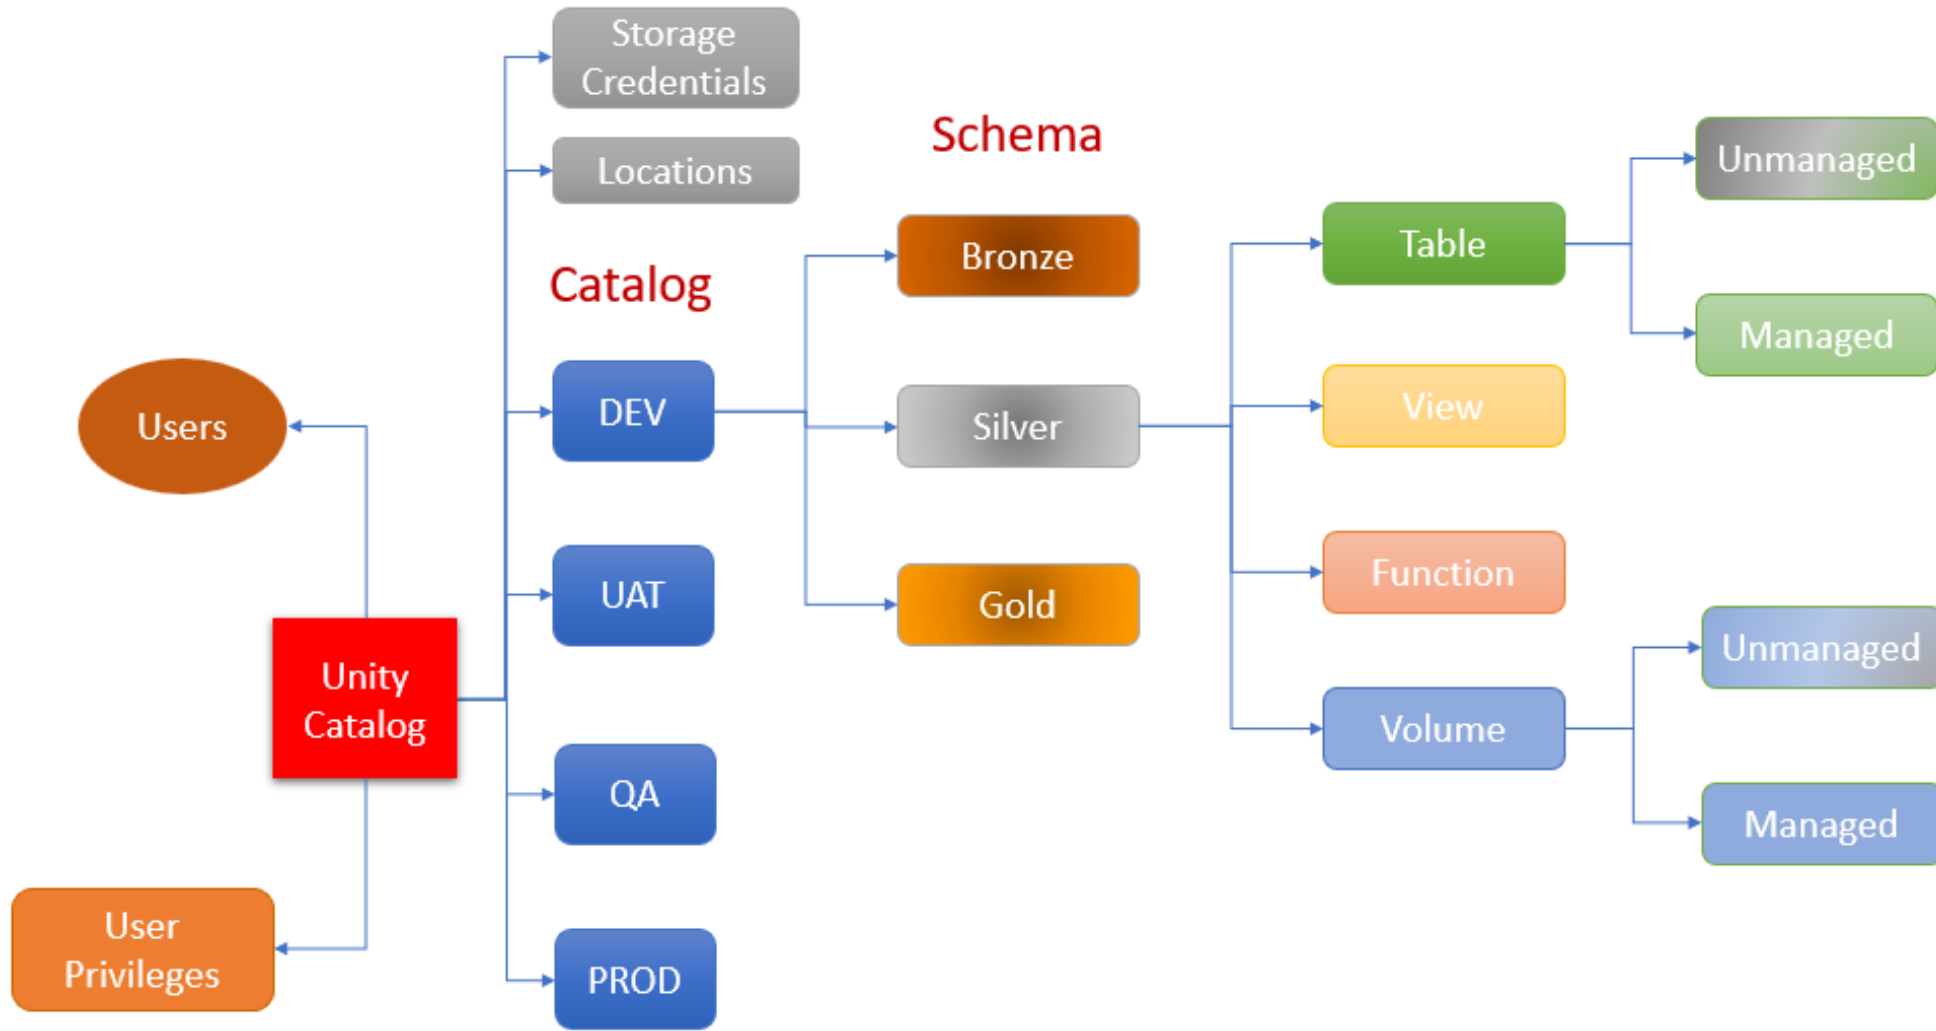 Storage
Credentials
Locations
Catalog
Schema
Users
Unity
Catalog
User
Privileges
DEV
UAT
QA
PROD
Bronze
Silver
Gold
Table
View
Function
Volume
Unmanaged
Managed
Unmanaged
Managed